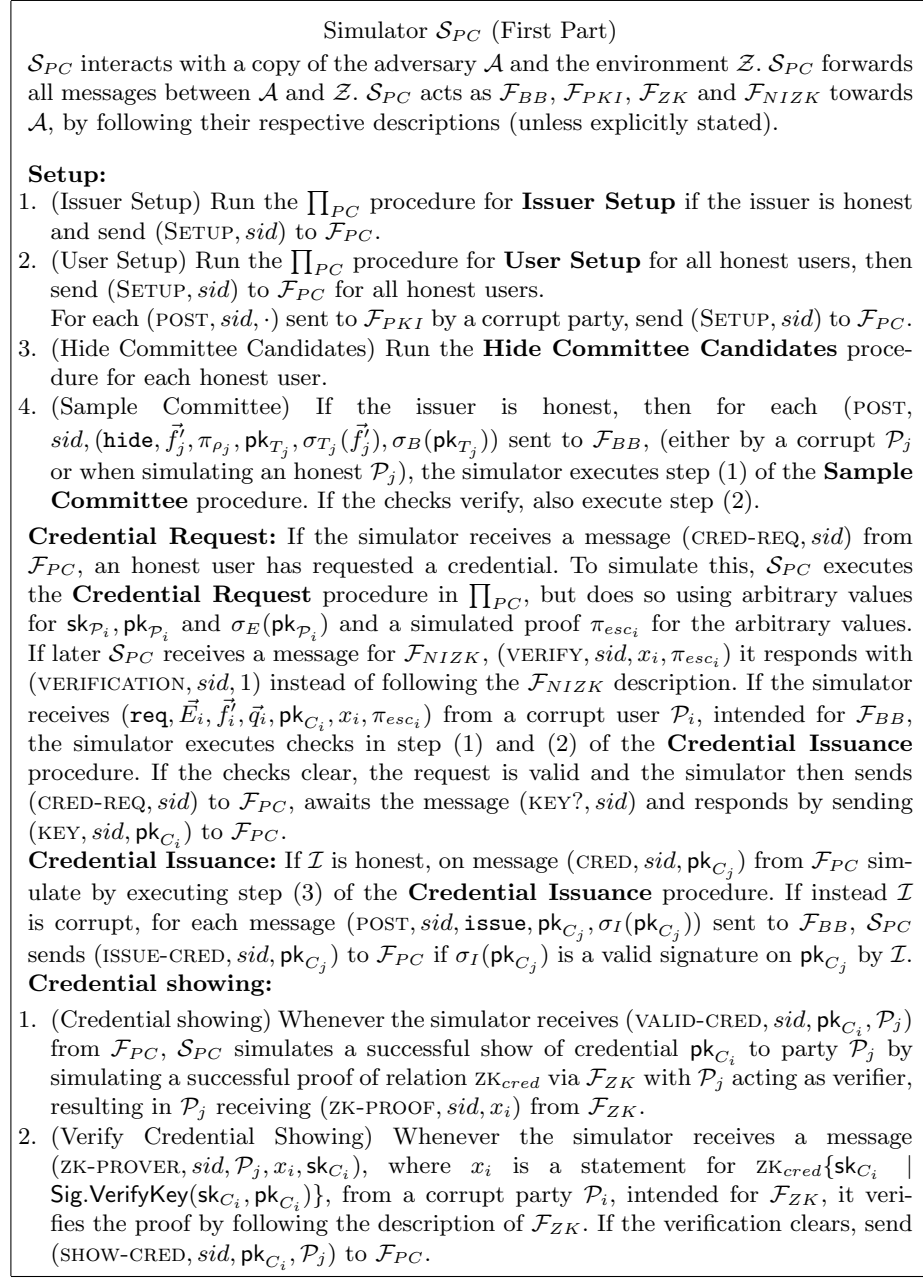 Simulator 𝒮_{PC} (First Part)
𝒮_{PC} interacts with a copy of the adversary 𝒜 and the environment 𝒵. 𝒮_{PC} forwards
all messages between 𝒜 and 𝒵. 𝒮_{PC} acts as ℱ_{BB}, ℱ_{PKI}, ℱ_{ZK} and ℱ_{NIZK} towards
𝒜, by following their respective descriptions (unless explicitly stated).
Setup:
1. (Issuer Setup) Run the ∏_{PC} procedure for Issuer Setup if the issuer is honest
and send (SETUP, sid) to ℱ_{PC}.
2. (User Setup) Run the ∏_{PC} procedure for User Setup for all honest users, then
send (SETUP, sid) to ℱ_{PC} for all honest users.
For each (POST, sid, ·) sent to ℱ_{PKI} by a corrupt party, send (SETUP, sid) to ℱ_{PC}.
3. (Hide Committee Candidates) Run the Hide Committee Candidates proce-
dure for each honest user.
4. (Sample Committee) If the issuer is honest, then for each (POST,
sid, (hide, \vec{f}'_j, π_{ρ_j}, pk_{T_j}, σ_{T_j}(\vec{f}'_j), σ_B(pk_{T_j})) sent to ℱ_{BB}, (either by a corrupt 𝒫_j
or when simulating an honest 𝒫_j), the simulator executes step (1) of the Sample
Committee procedure. If the checks verify, also execute step (2).
Credential Request: If the simulator receives a message (CRED-REQ, sid) from
ℱ_{PC}, an honest user has requested a credential. To simulate this, 𝒮_{PC} executes
the Credential Request procedure in ∏_{PC}, but does so using arbitrary values
for sk_{𝒫_i}, pk_{𝒫_i} and σ_E(pk_{𝒫_i}) and a simulated proof π_{esc_i} for the arbitrary values.
If later 𝒮_{PC} receives a message for ℱ_{NIZK}, (VERIFY, sid, x_i, π_{esc_i}) it responds with
(VERIFICATION, sid, 1) instead of following the ℱ_{NIZK} description. If the simulator
receives (req, \vec{E}_i, \vec{f}'_i, \vec{q}_i, pk_{C_i}, x_i, π_{esc_i}) from a corrupt user 𝒫_i, intended for ℱ_{BB},
the simulator executes checks in step (1) and (2) of the Credential Issuance
procedure. If the checks clear, the request is valid and the simulator then sends
(CRED-REQ, sid) to ℱ_{PC}, awaits the message (KEY?, sid) and responds by sending
(KEY, sid, pk_{C_i}) to ℱ_{PC}.
Credential Issuance: If ℐ is honest, on message (CRED, sid, pk_{C_j}) from ℱ_{PC} sim-
ulate by executing step (3) of the Credential Issuance procedure. If instead ℐ
is corrupt, for each message (POST, sid, issue, pk_{C_j}, σ_I(pk_{C_j})) sent to ℱ_{BB}, 𝒮_{PC}
sends (ISSUE-CRED, sid, pk_{C_j}) to ℱ_{PC} if σ_I(pk_{C_j}) is a valid signature on pk_{C_j} by ℐ.
Credential showing:
1. (Credential showing) Whenever the simulator receives (VALID-CRED, sid, pk_{C_i}, 𝒫_j)
from ℱ_{PC}, 𝒮_{PC} simulates a successful show of credential pk_{C_i} to party 𝒫_j by
simulating a successful proof of relation ZK_{cred} via ℱ_{ZK} with 𝒫_j acting as verifier,
resulting in 𝒫_j receiving (ZK-PROOF, sid, x_i) from ℱ_{ZK}.
2. (Verify Credential Showing) Whenever the simulator receives a message
(ZK-PROVER, sid, 𝒫_j, x_i, sk_{C_i}), where x_i is a statement for ZK_{cred}{sk_{C_i} |
Sig.VerifyKey(sk_{C_i}, pk_{C_i})}, from a corrupt party 𝒫_i, intended for ℱ_{ZK}, it veri-
fies the proof by following the description of ℱ_{ZK}. If the verification clears, send
(SHOW-CRED, sid, pk_{C_i}, 𝒫_j) to ℱ_{PC}.